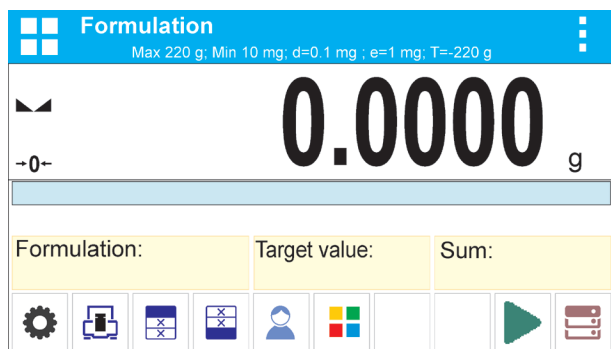 Formulation
Max 220 g; Min 10 mg; d=0.1 mg ; e=1 mg; T=-220 g
0.0000 g
→0←
Formulation: Target value: Sum: